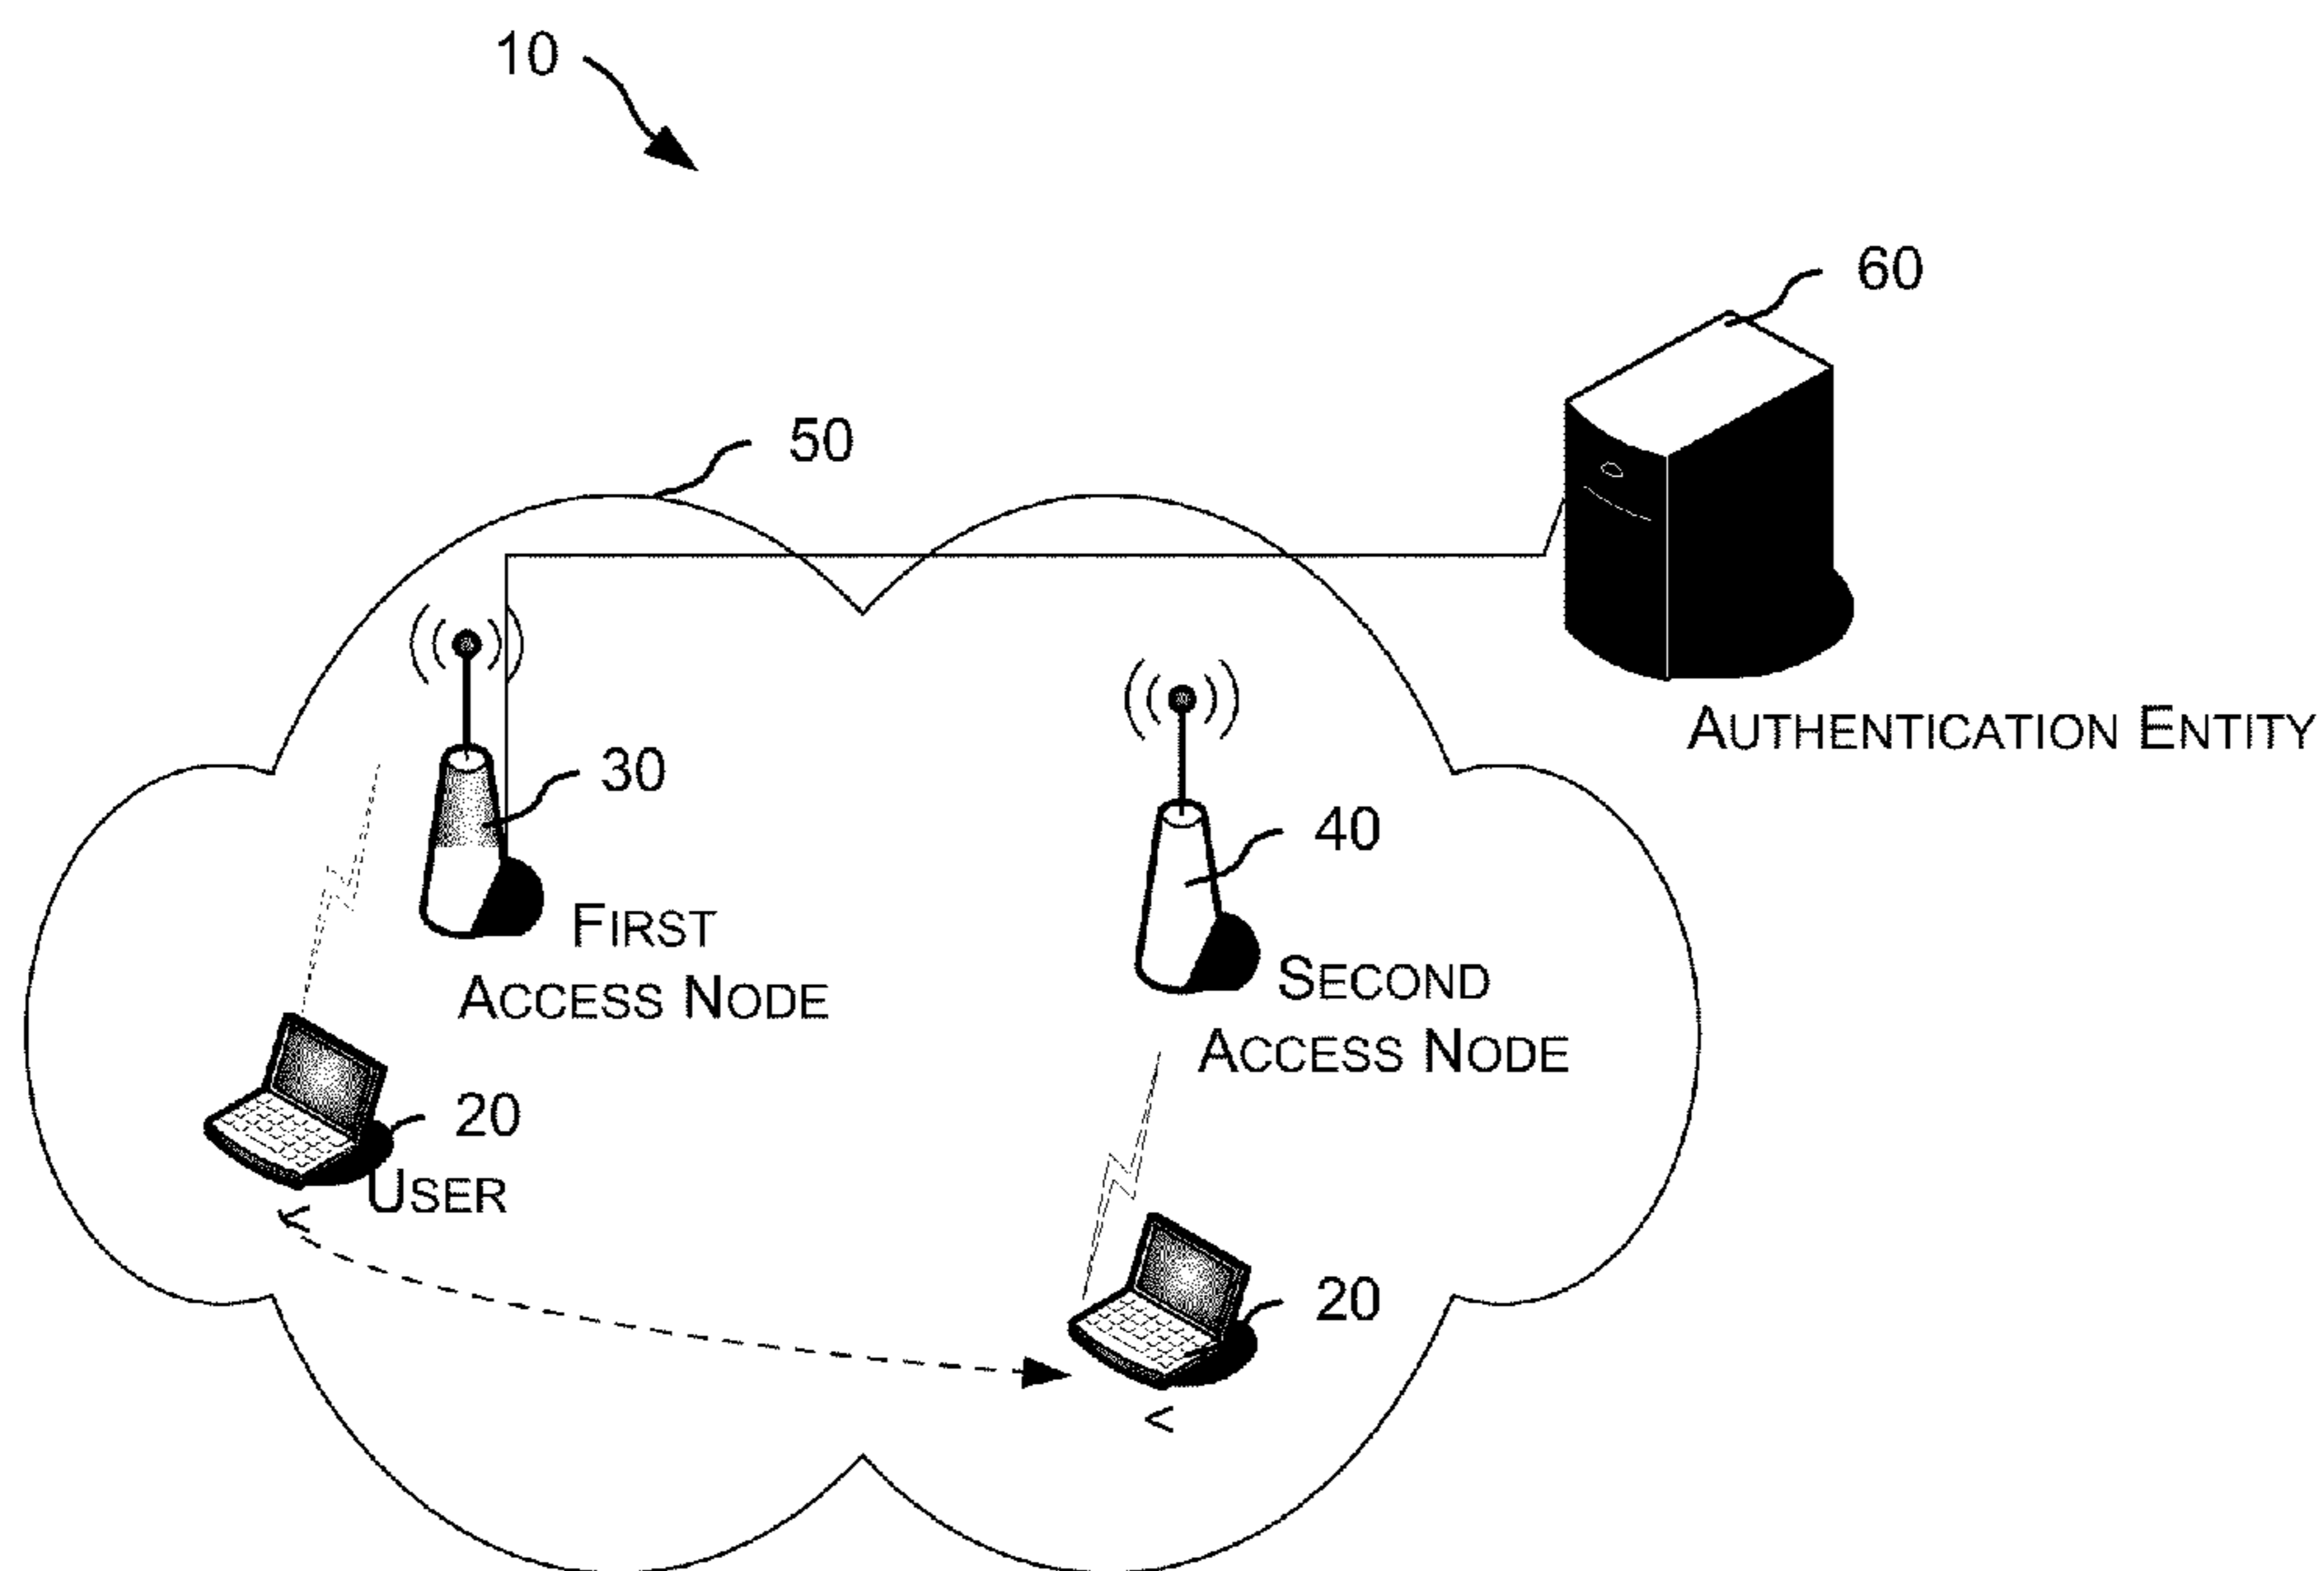 10
60
50
AUTHENTICATION ENTITY
30
40
FIRST
ACCESS NODE
SECOND
ACCESS NODE
20
USER
<
20
<